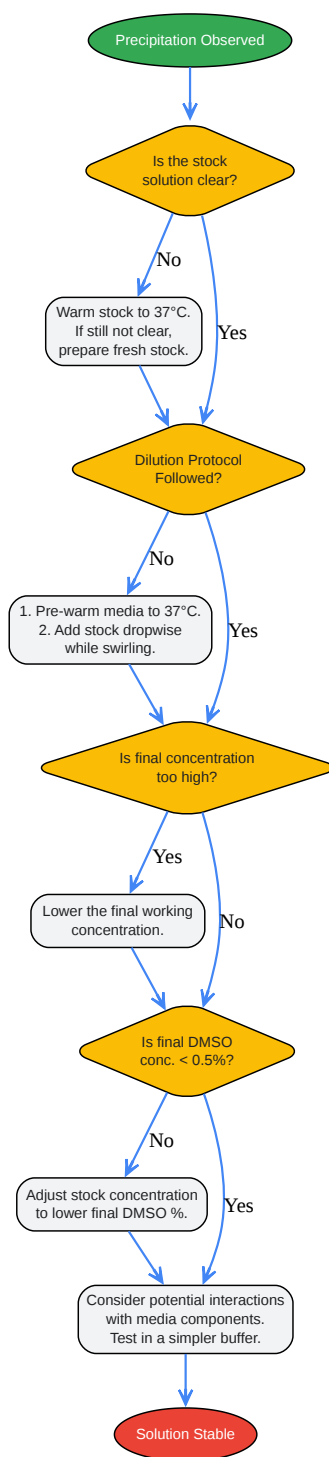 Precipitation Observed
Is the stock
solution clear?
No
Warm stock to 37°C.
If still not clear,
prepare fresh stock.
Yes
Dilution Protocol
Followed?
No
1. Pre-warm media to 37°C.
2. Add stock dropwise
while swirling.
Yes
Is final concentration
too high?
Yes
Lower the final working
concentration.
No
Is final DMSO
conc. < 0.5%?
No
Adjust stock concentration
to lower final DMSO %.
Yes
Consider potential interactions
with media components.
Test in a simpler buffer.
Solution Stable